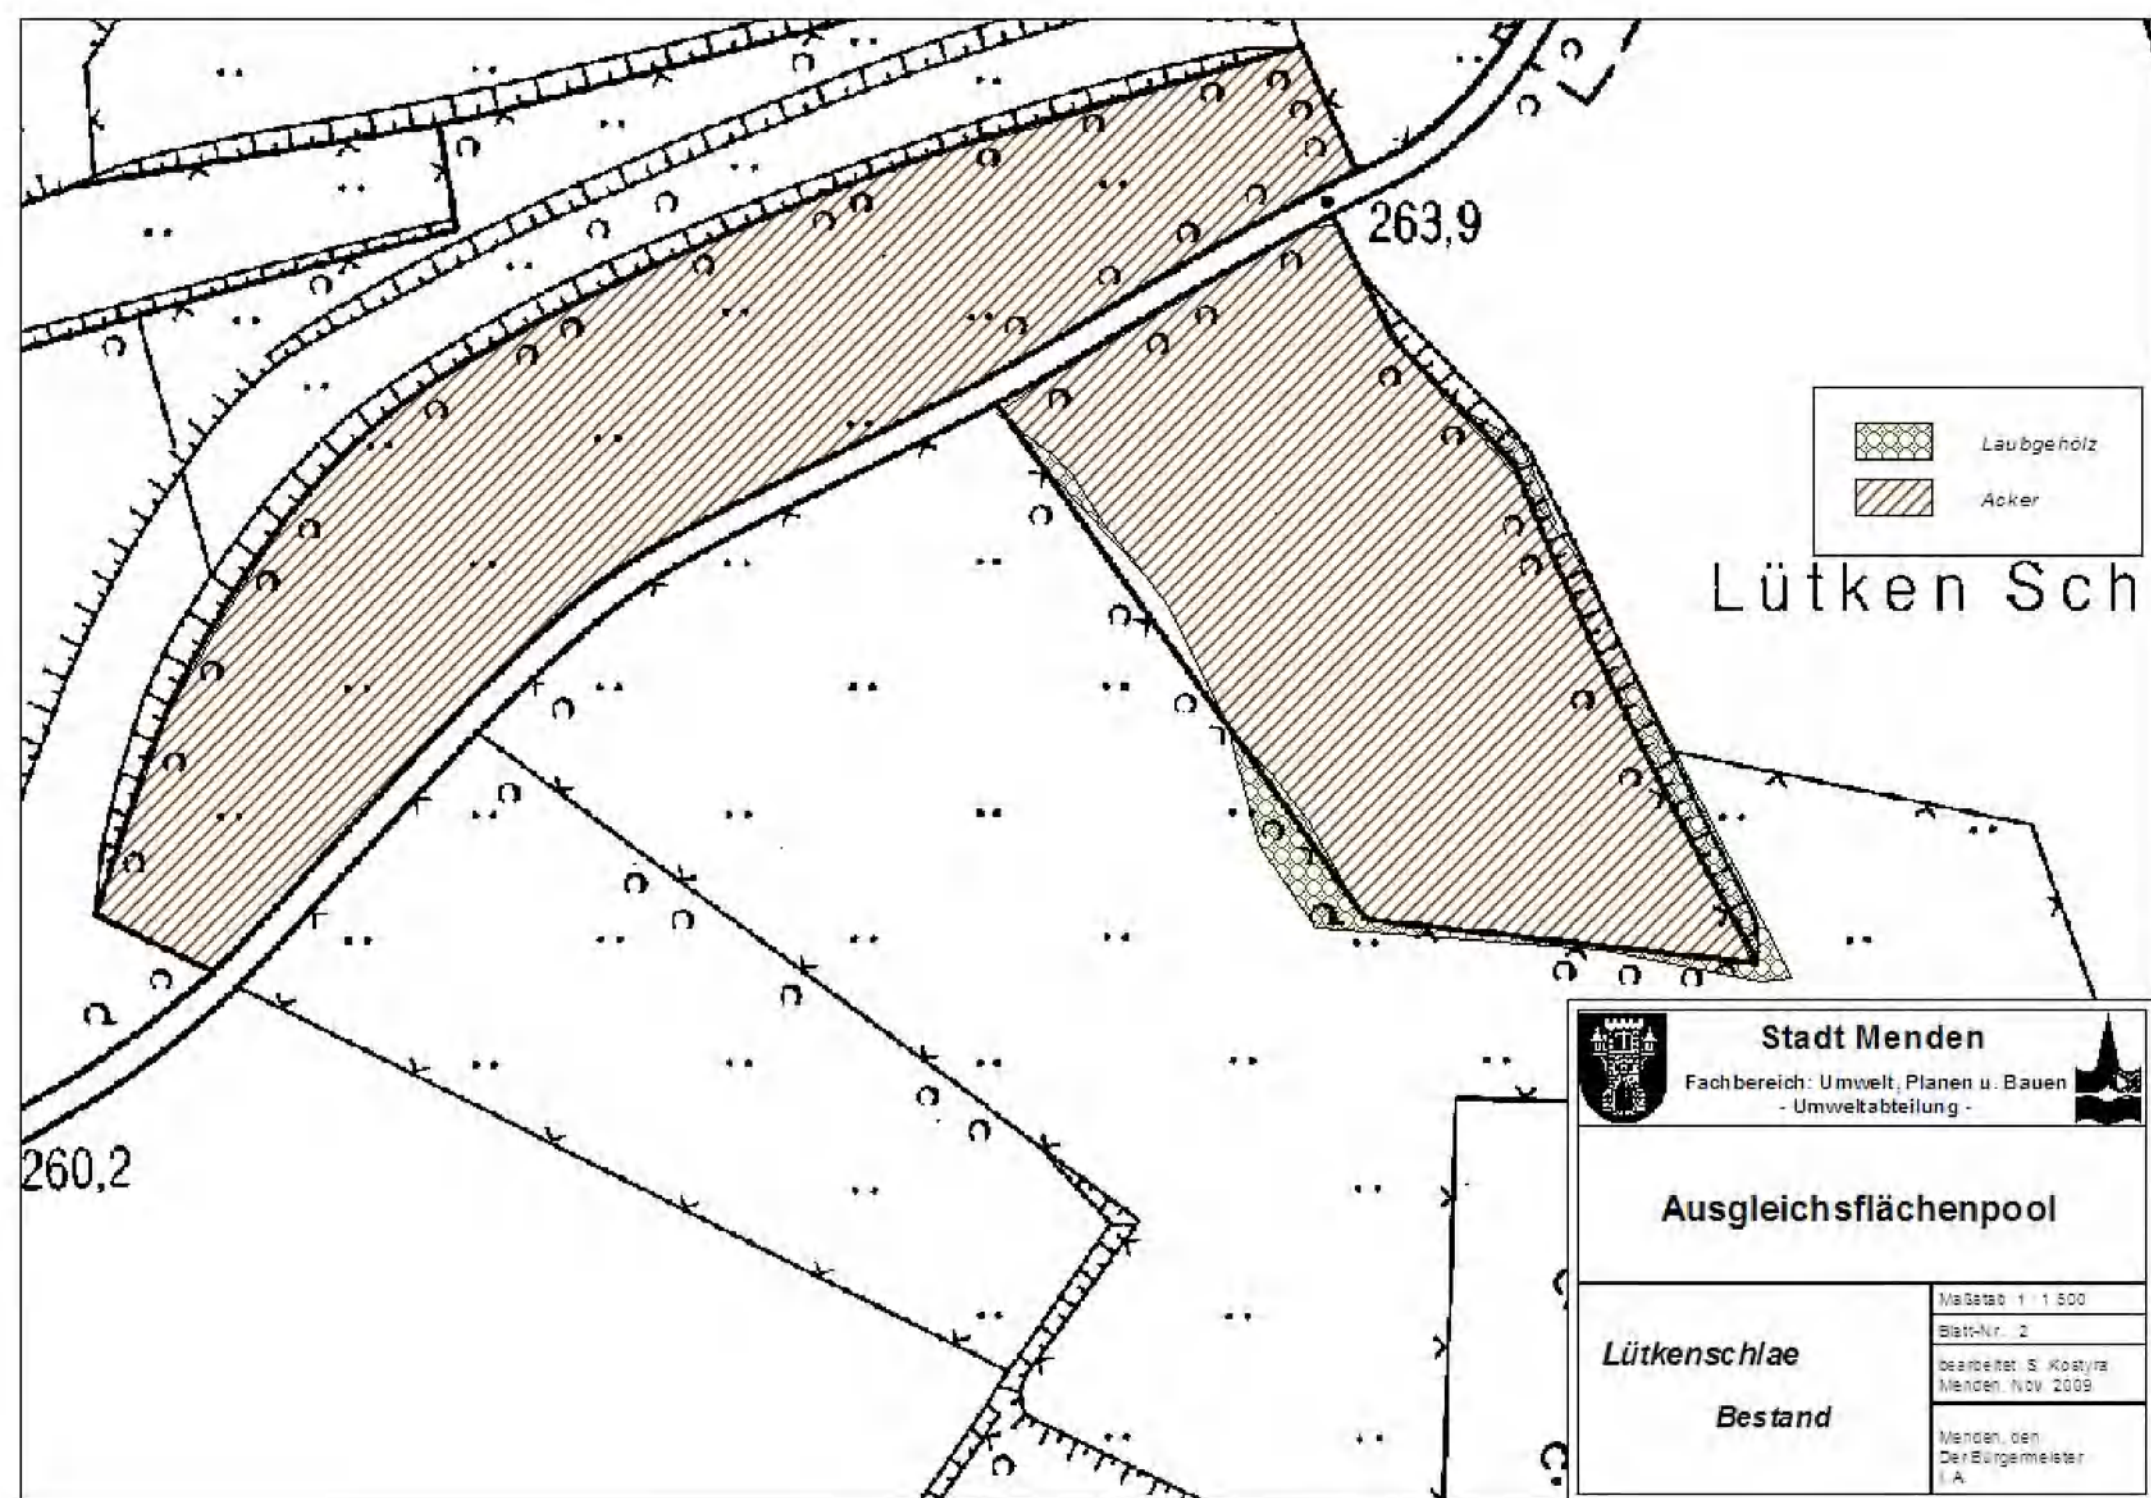 263,9
Laubgehölz
Acker
Lütken Sch
260,2
Stadt Menden
Fachbereich: Umwelt, Planen u. Bauen
- Umweltabteilung -
Ausgleichsflächenpool
Lütkenschlae
Bestand
Maßstab 1 : 1 500
Blatt-Nr.: 2
bearbeitet: S. Kostyra
Menden, Nov. 2009
Menden, den
Der Bürgermeister
I. A.